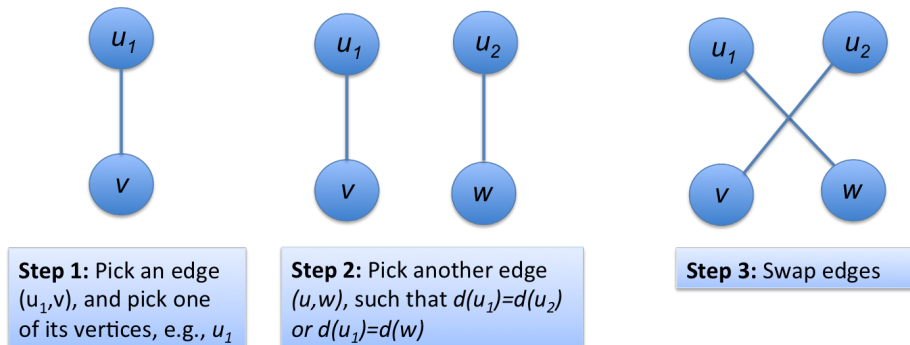 u₁ u₁ u₂ u₁ u₂
v v w v w
Step 1: Pick an edge
(u₁,v), and pick one
of its vertices, e.g., u₁
Step 2: Pick another edge
(u,w), such that d(u₁)=d(u₂)
or d(u₁)=d(w)
Step 3: Swap edges